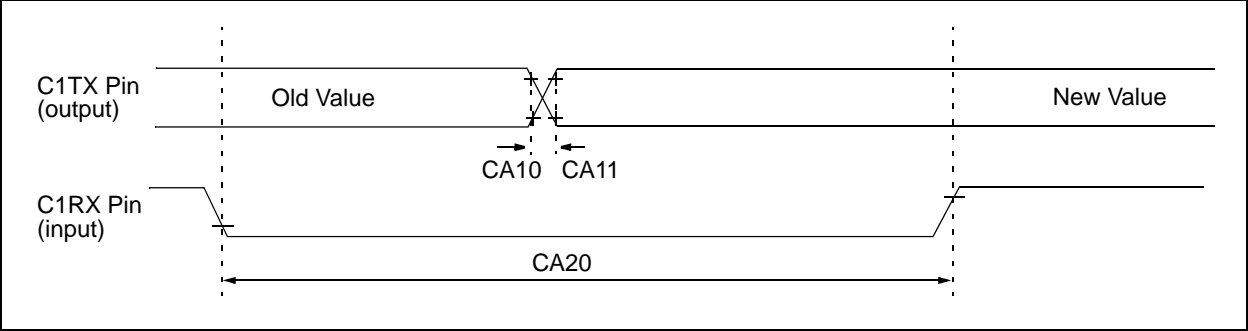 C1TX Pin
(output)
Old Value
New Value
CA10 CA11
C1RX Pin
(input)
CA20